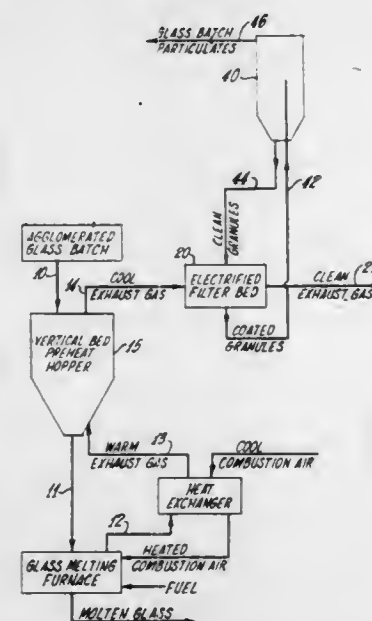 GLASS BATCH 46
PARTICULATES
40
44
42
CLEAN
GRANULES
AGGLOMERATED
GLASS BATCH
20
10
14
COOL
EXHAUST GAS
ELECTRIFIED
FILTER BED
CLEAN
EXHAUST GAS
COATED
GRANULES
VERTICAL BED
PREHEAT
HOPPER
15
WARM
EXHAUST GAS
13
COOL
COMBUSTION AIR
11
12
HEAT
EXCHANGER
HEATED
COMBUSTION AIR
GLASS MELTING
FURNACE
FUEL
MOLTEN GLASS